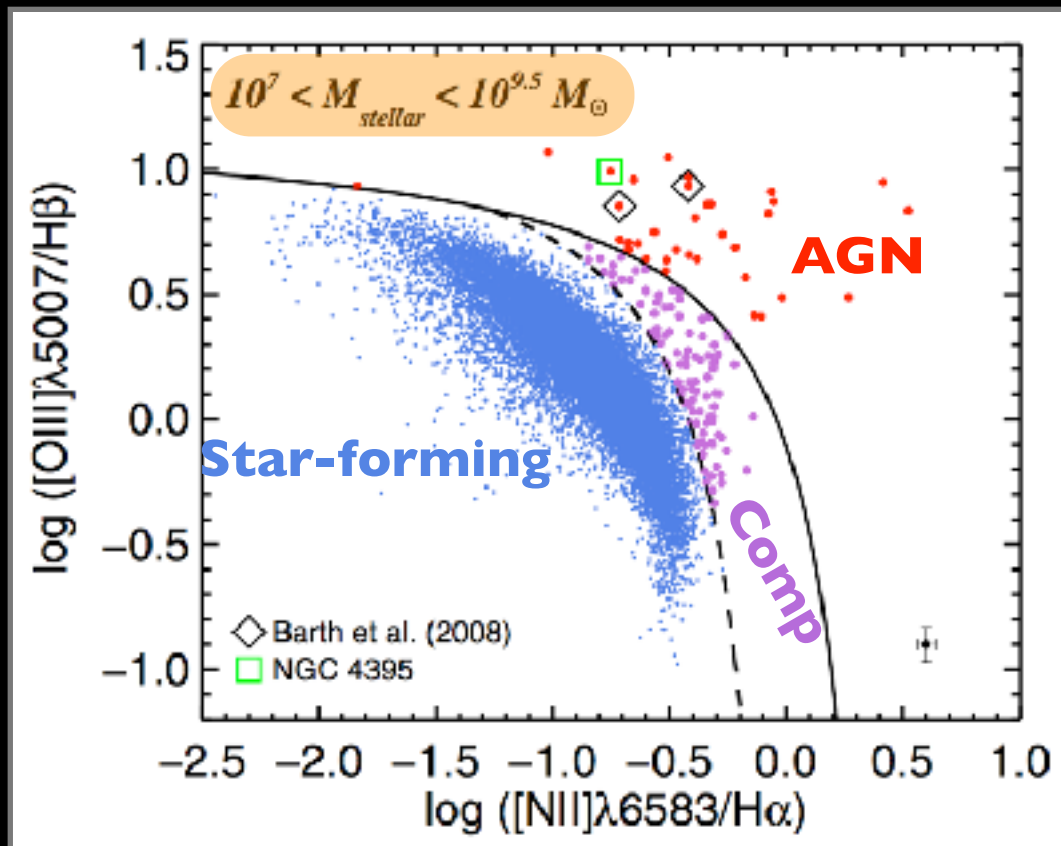 10^7 < M_stellar < 10^9.5 M_⊙
1.5
1.0
0.5
0.0
−0.5
−1.0
log ([OIII]λ5007/Hβ)
AGN
Star-forming
Comp
Barth et al. (2008)
NGC 4395
−2.5 −2.0 −1.5 −1.0 −0.5 0.0 0.5 1.0
log ([NII]λ6583/Hα)